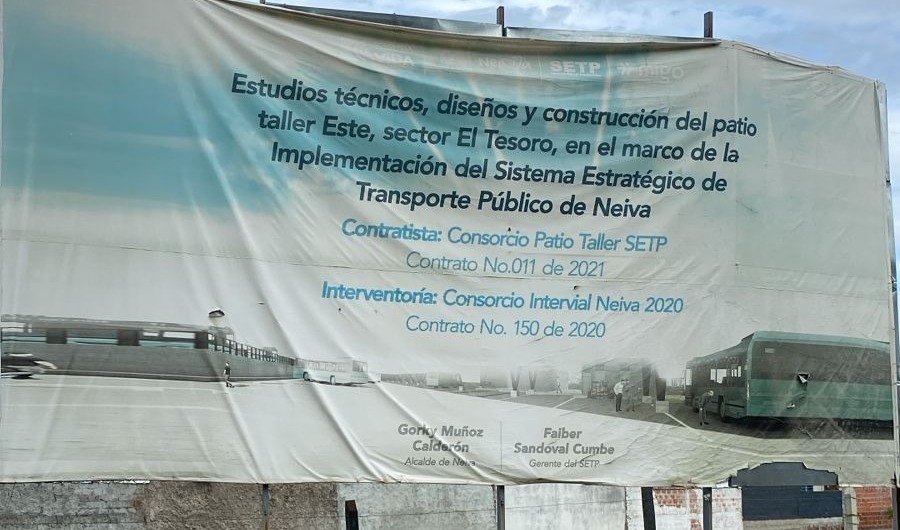 SETP
Estudios técnicos, diseños y construcción del patio
taller Este, sector El Tesoro, en el marco de la
Implementación del Sistema Estratégico de
Transporte Público de Neiva
Contratista: Consorcio Patio Taller SETP
Contrato No.011 de 2021
Interventoría: Consorcio Intervial Neiva 2020
Contrato No. 150 de 2020
Gorky Muñoz
Calderón
Alcalde de Neiva
Faiber
Sandoval Cumbe
Gerente del SETP